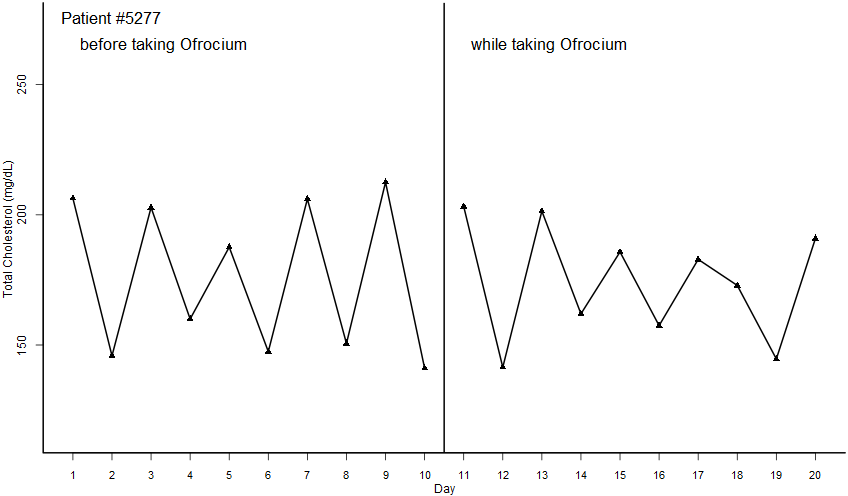 Patient #5277
before taking Ofrocium
while taking Ofrocium
Total Cholesterol (mg/dL)
250
200
150
1 2 3 4 5 6 7 8 9 10 11 12 13 14 15 16 17 18 19 20
Day